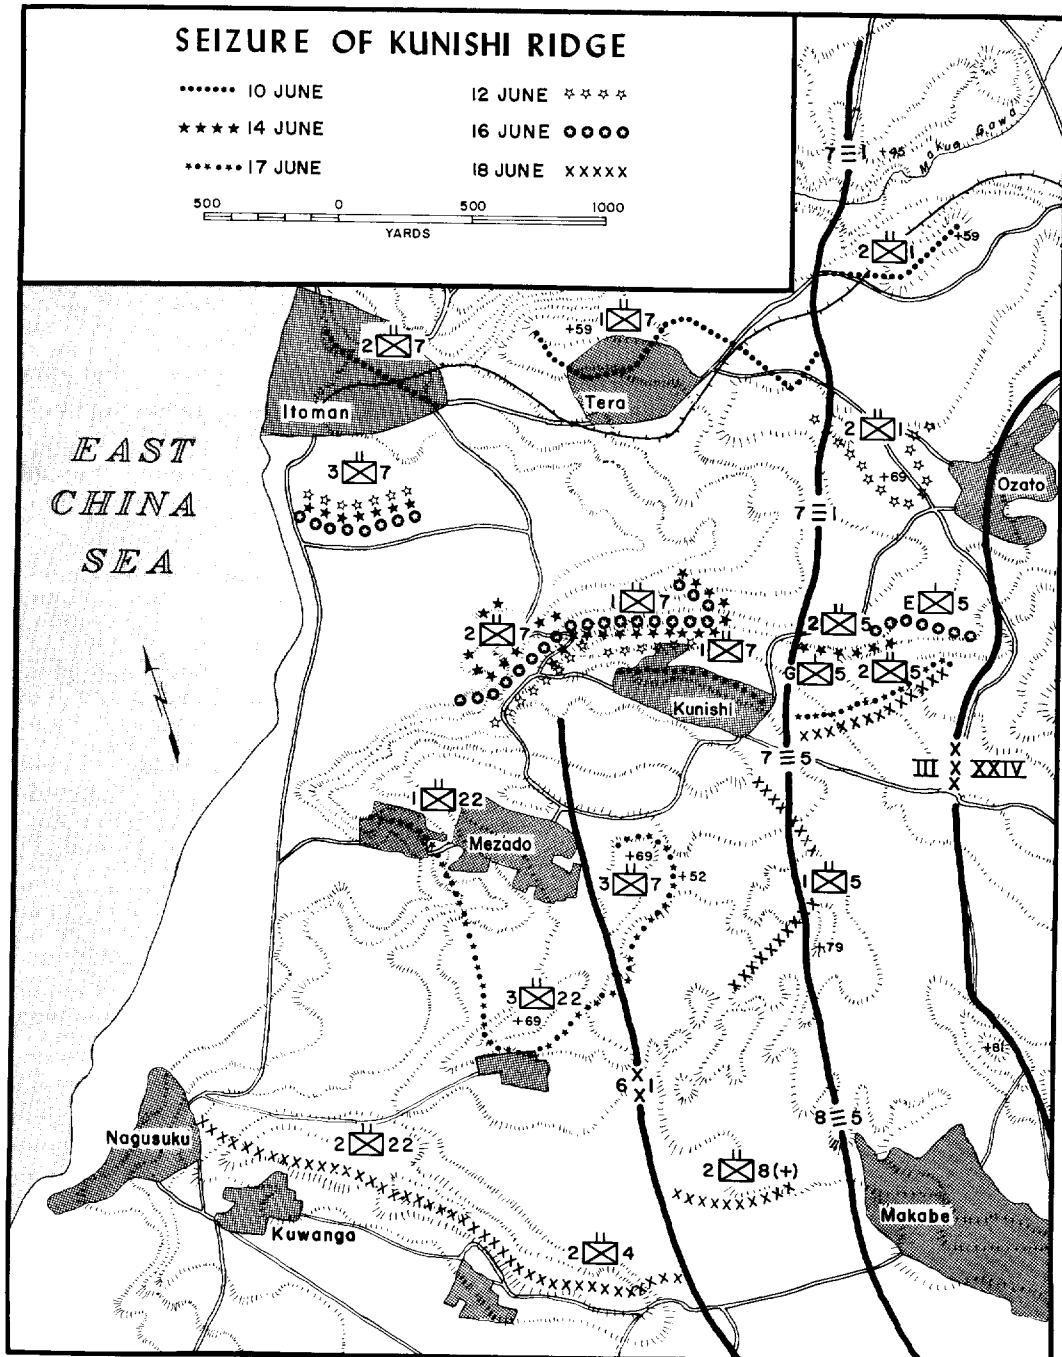 SEIZURE OF KUNISHI RIDGE
10 JUNE
12 JUNE
14 JUNE
16 JUNE
17 JUNE
18 JUNE
500 0 500 1000
YARDS
Makua Gawa
7 1
+45
2 1
+59
1 7
+59
2 7
Tera
Itoman
2 1
+69
Ozato
3 7
EAST
CHINA
SEA
7 1
1 7
E 5
2 5
2 7
1 7
G 5
2 5
Kunishi
7 5
III XXIV
N
1 22
Mezado
+69
3 7
+52
1 5
+79
3 22
+69
+81
6 1
8 5
Nagusuku
2 22
2 8(+)
Makabe
Kuwanga
2 4